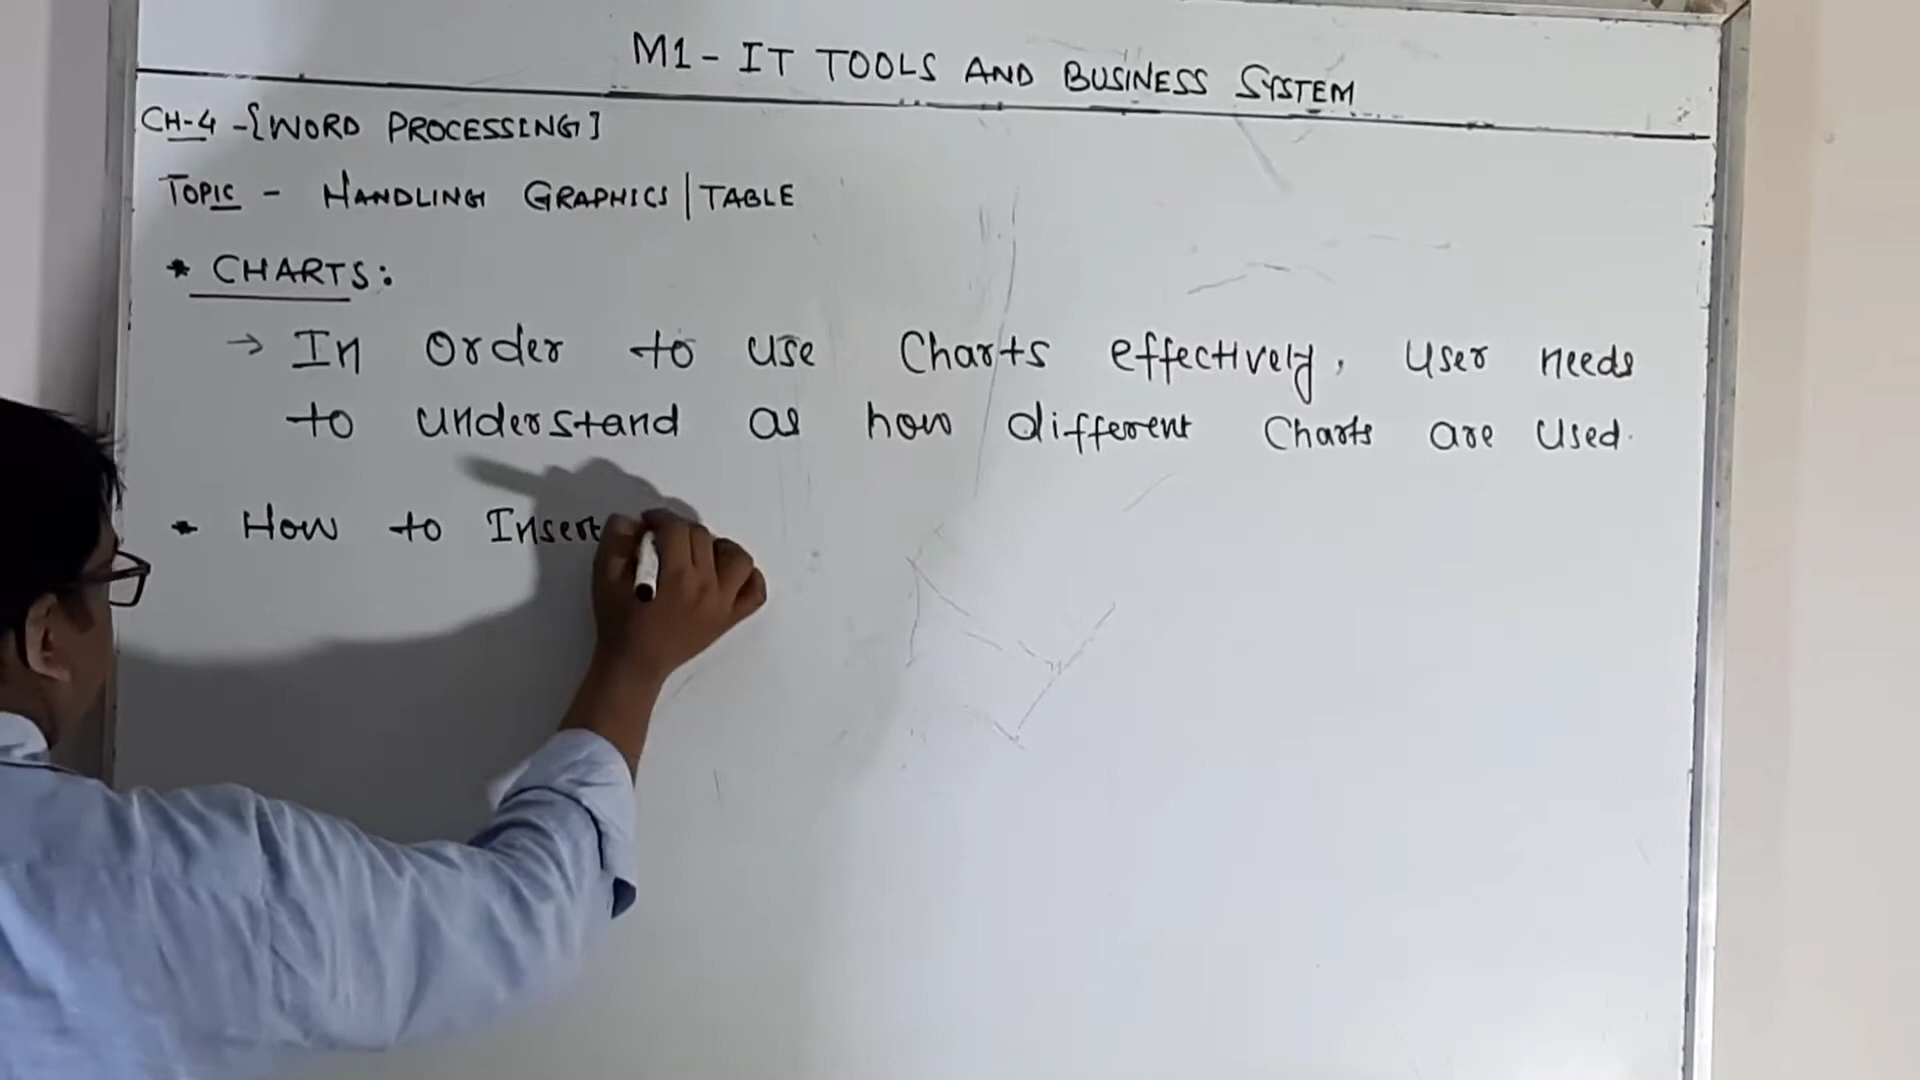 M1 - IT TOOLS AND BUSINESS SYSTEM
CH-4 - [WORD PROCESSING]
TOPIC - HANDLING GRAPHICS | TABLE
* CHARTS:
→ In Order to use Charts effectively, User needs
to understand as how different Charts are Used.
* How to Insert